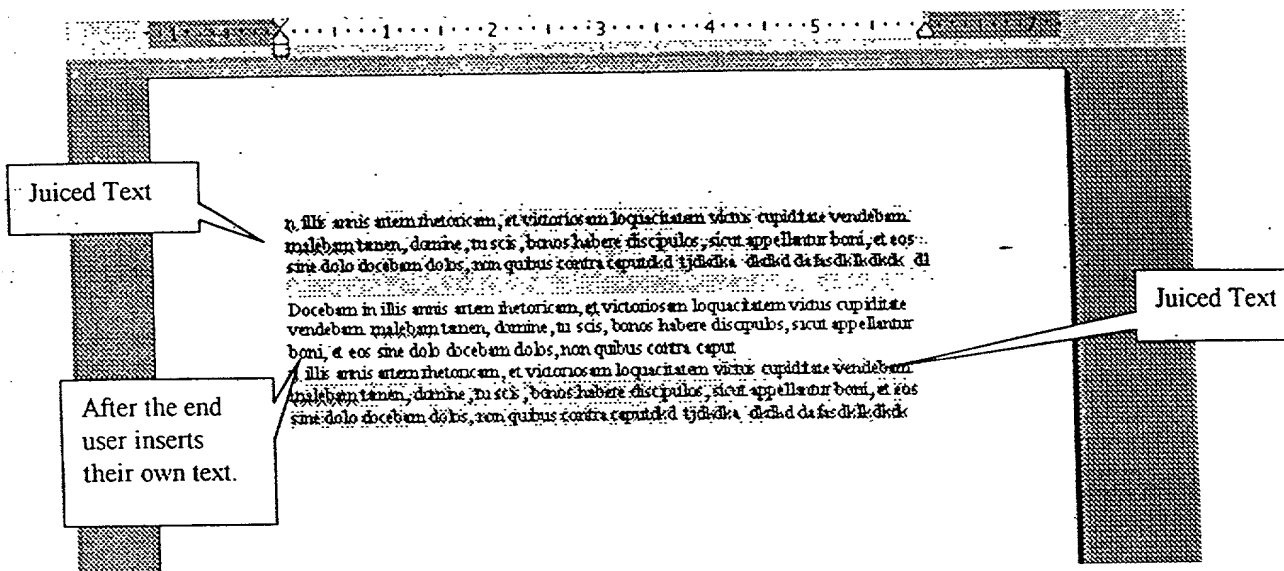 1 2 3 4 5 7
Juiced Text
n illis annis artem rhetoricam, et victoriosam loquacitatem victus cupiditate vendebam
malebam tamen, domine, tu scis, bonos habere discipulos, sicut appellantur boni, et eos
sine dolo docebam dolos, non quibus contra caput
Docebam in illis annis artem rhetoricam, et victoriosam loquacitatem victus cupiditate
vendebam malebam tamen, domine, tu scis, bonos habere discipulos, sicut appellantur
boni, et eos sine dolo docebam dolos, non quibus contra caput
illis annis artem rhetoricam, et victoriosam loquacitatem victus cupiditate vendebam
malebam tamen, domine, tu scis, bonos habere discipulos, sicut appellantur boni, et eos
sine dolo docebam dolos, non quibus contra
Juiced Text
After the end
user inserts
their own text.